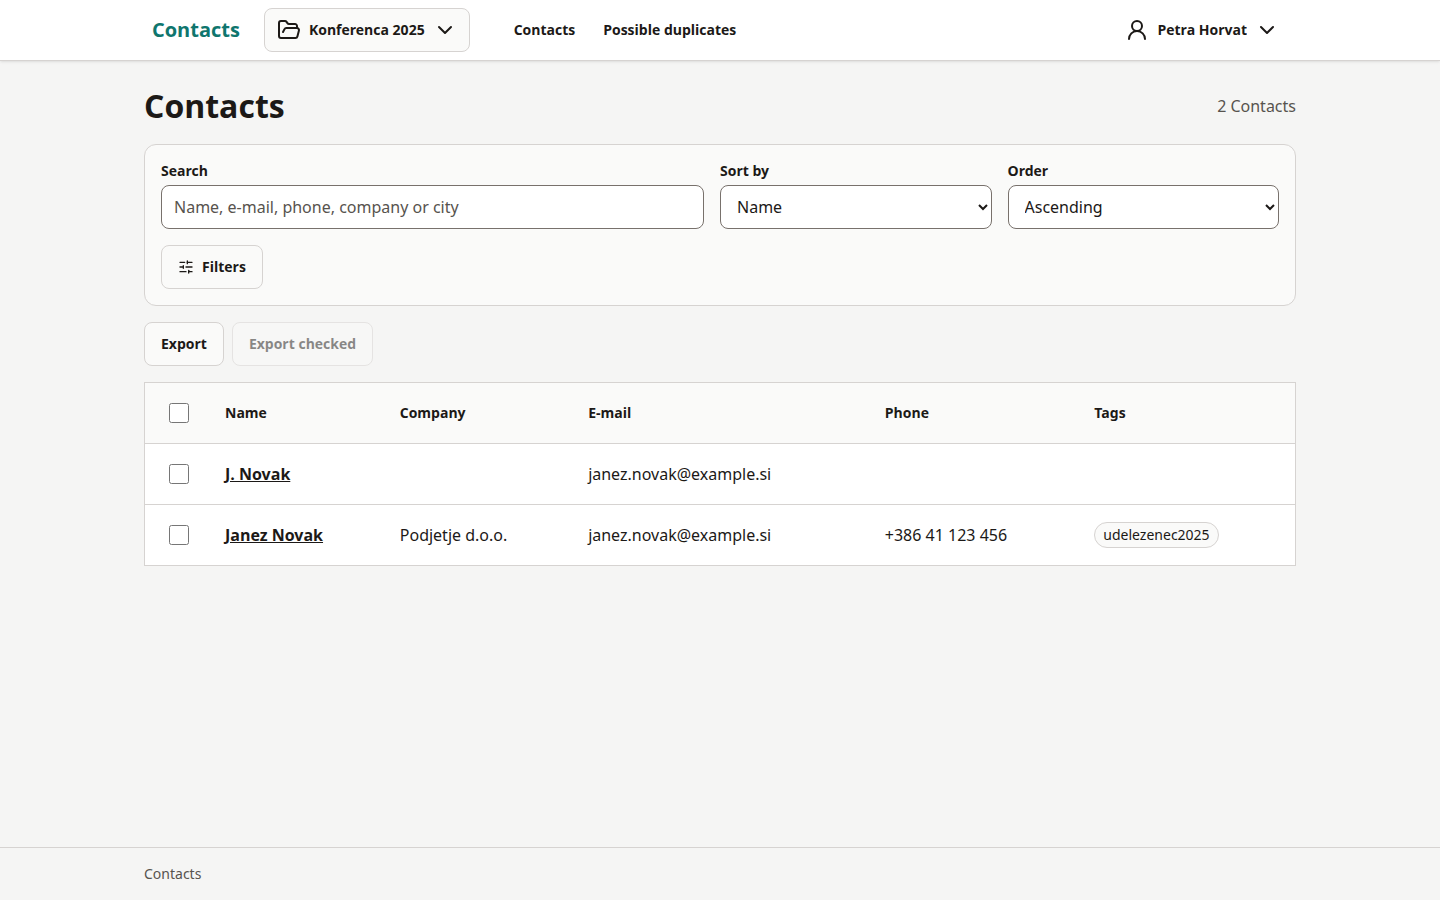 Contacts
Konferenca 2025
Contacts
Possible duplicates
Petra Horvat
Contacts
2 Contacts
Search
Sort by
Order
Name, e-mail, phone, company or city
Name
Ascending
Filters
Export
Export checked
Name Company E-mail Phone Tags
J. Novak janez.novak@example.si
Janez Novak Podjetje d.o.o. janez.novak@example.si +386 41 123 456 udelezenec2025
Contacts